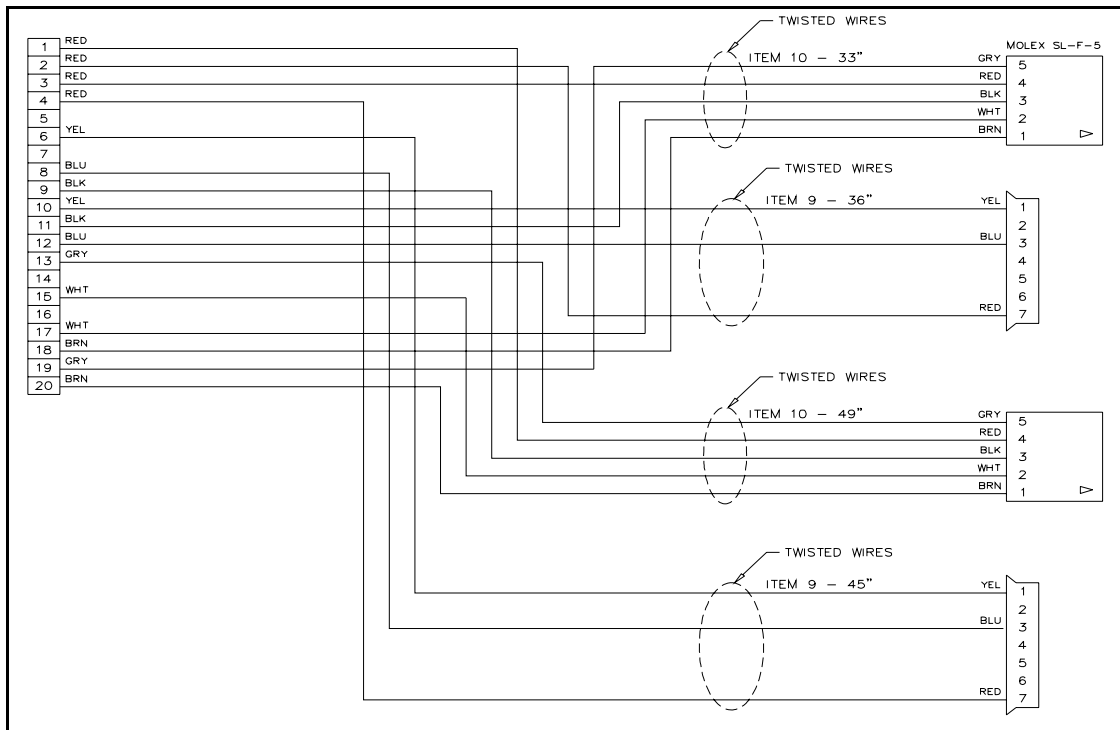 TWISTED WIRES
MOLEX SL-F-5
1 RED
2 RED
3 RED
4 RED
5
6 YEL
7
8 BLU
9 BLK
10 YEL
11 BLK
12 BLU
13 GRY
14
15 WHT
16
17 WHT
18 BRN
19 GRY
20 BRN
ITEM 10 - 33"
GRY 5
RED 4
BLK 3
WHT 2
BRN 1
TWISTED WIRES
ITEM 9 - 36"
YEL 1
2
BLU 3
4
5
6
RED 7
TWISTED WIRES
ITEM 10 - 49"
GRY 5
RED 4
BLK 3
WHT 2
BRN 1
TWISTED WIRES
ITEM 9 - 45"
YEL 1
2
BLU 3
4
5
6
RED 7